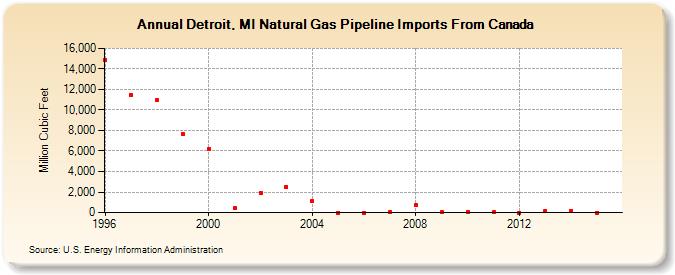 Annual Detroit, MI Natural Gas Pipeline Imports From Canada
Million Cubic Feet
16,000
14,000
12,000
10,000
8,000
6,000
4,000
2,000
0
1996 2000 2004 2008 2012
Source: U.S. Energy Information Administration